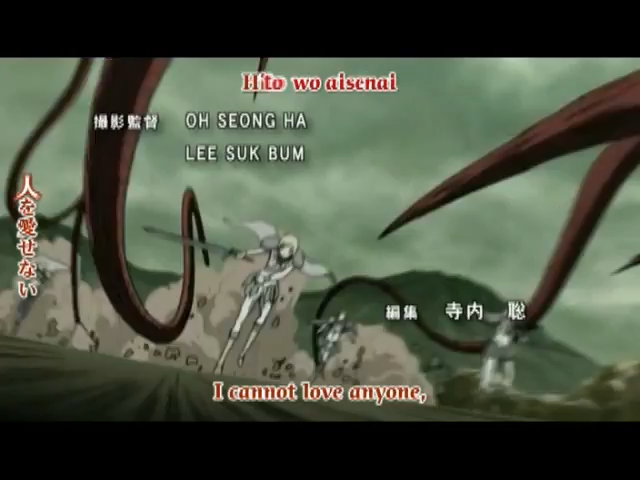 Hito wo aisenai
撮影監督 OH SEONG HA
LEE SUK BUM
人を愛せない
編集 寺内 聡
I cannot love anyone,